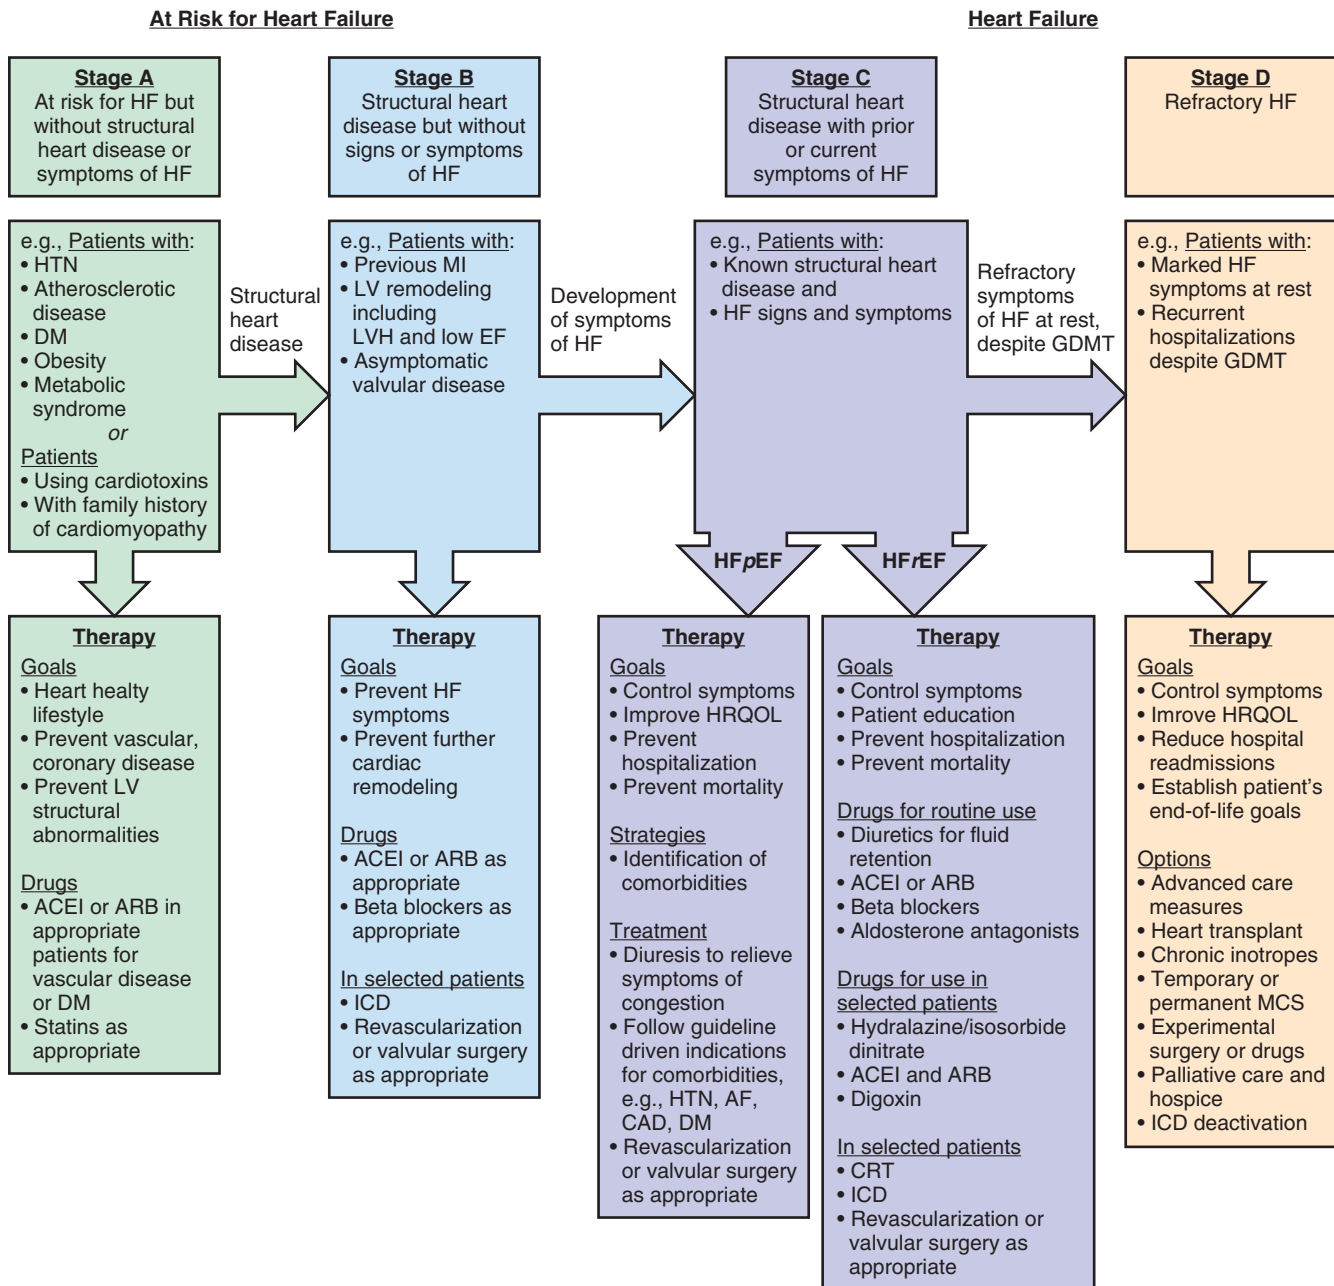 At Risk for Heart Failure
Heart Failure
Stage A
At risk for HF but
without structural
heart disease or
symptoms of HF
Stage B
Structural heart
disease but without
signs or symptoms
of HF
Stage C
Structural heart
disease with prior
or current
symptoms of HF
Stage D
Refractory HF
e.g., Patients with:
• HTN
• Atherosclerotic
disease
• DM
• Obesity
• Metabolic
syndrome
or
Patients
• Using cardiotoxins
• With family history
of cardiomyopathy
Structural
heart
disease
e.g., Patients with:
• Previous MI
• LV remodeling
including
LVH and low EF
• Asymptomatic
valvular disease
Development
of symptoms
of HF
e.g., Patients with:
• Known structural heart
disease and
• HF signs and symptoms
Refractory
symptoms
of HF at rest,
despite GDMT
e.g., Patients with:
• Marked HF
symptoms at rest
• Recurrent
hospitalizations
despite GDMT
HFpEF
HFrEF
Therapy
Goals
• Heart healty
lifestyle
• Prevent vascular,
coronary disease
• Prevent LV
structural
abnormalities
Drugs
• ACEI or ARB in
appropriate
patients for
vascular disease
or DM
• Statins as
appropriate
Therapy
Goals
• Prevent HF
symptoms
• Prevent further
cardiac
remodeling
Drugs
• ACEI or ARB as
appropriate
• Beta blockers as
appropriate
In selected patients
• ICD
• Revascularization
or valvular surgery
as appropriate
Therapy
Goals
• Control symptoms
• Improve HRQOL
• Prevent
hospitalization
• Prevent mortality
Strategies
• Identification of
comorbidities
Treatment
• Diuresis to relieve
symptoms of
congestion
• Follow guideline
driven indications
for comorbidities,
e.g., HTN, AF,
CAD, DM
• Revascularization
or valvular surgery
as appropriate
Therapy
Goals
• Control symptoms
• Patient education
• Prevent hospitalization
• Prevent mortality
Drugs for routine use
• Diuretics for fluid
retention
• ACEI or ARB
• Beta blockers
• Aldosterone antagonists
Drugs for use in
selected patients
• Hydralazine/isosorbide
dinitrate
• ACEI and ARB
• Digoxin
In selected patients
• CRT
• ICD
• Revascularization or
valvular surgery as
appropriate
Therapy
Goals
• Control symptoms
• Imrove HRQOL
• Reduce hospital
readmissions
• Establish patient's
end-of-life goals
Options
• Advanced care
measures
• Heart transplant
• Chronic inotropes
• Temporary or
permanent MCS
• Experimental
surgery or drugs
• Palliative care and
hospice
• ICD deactivation